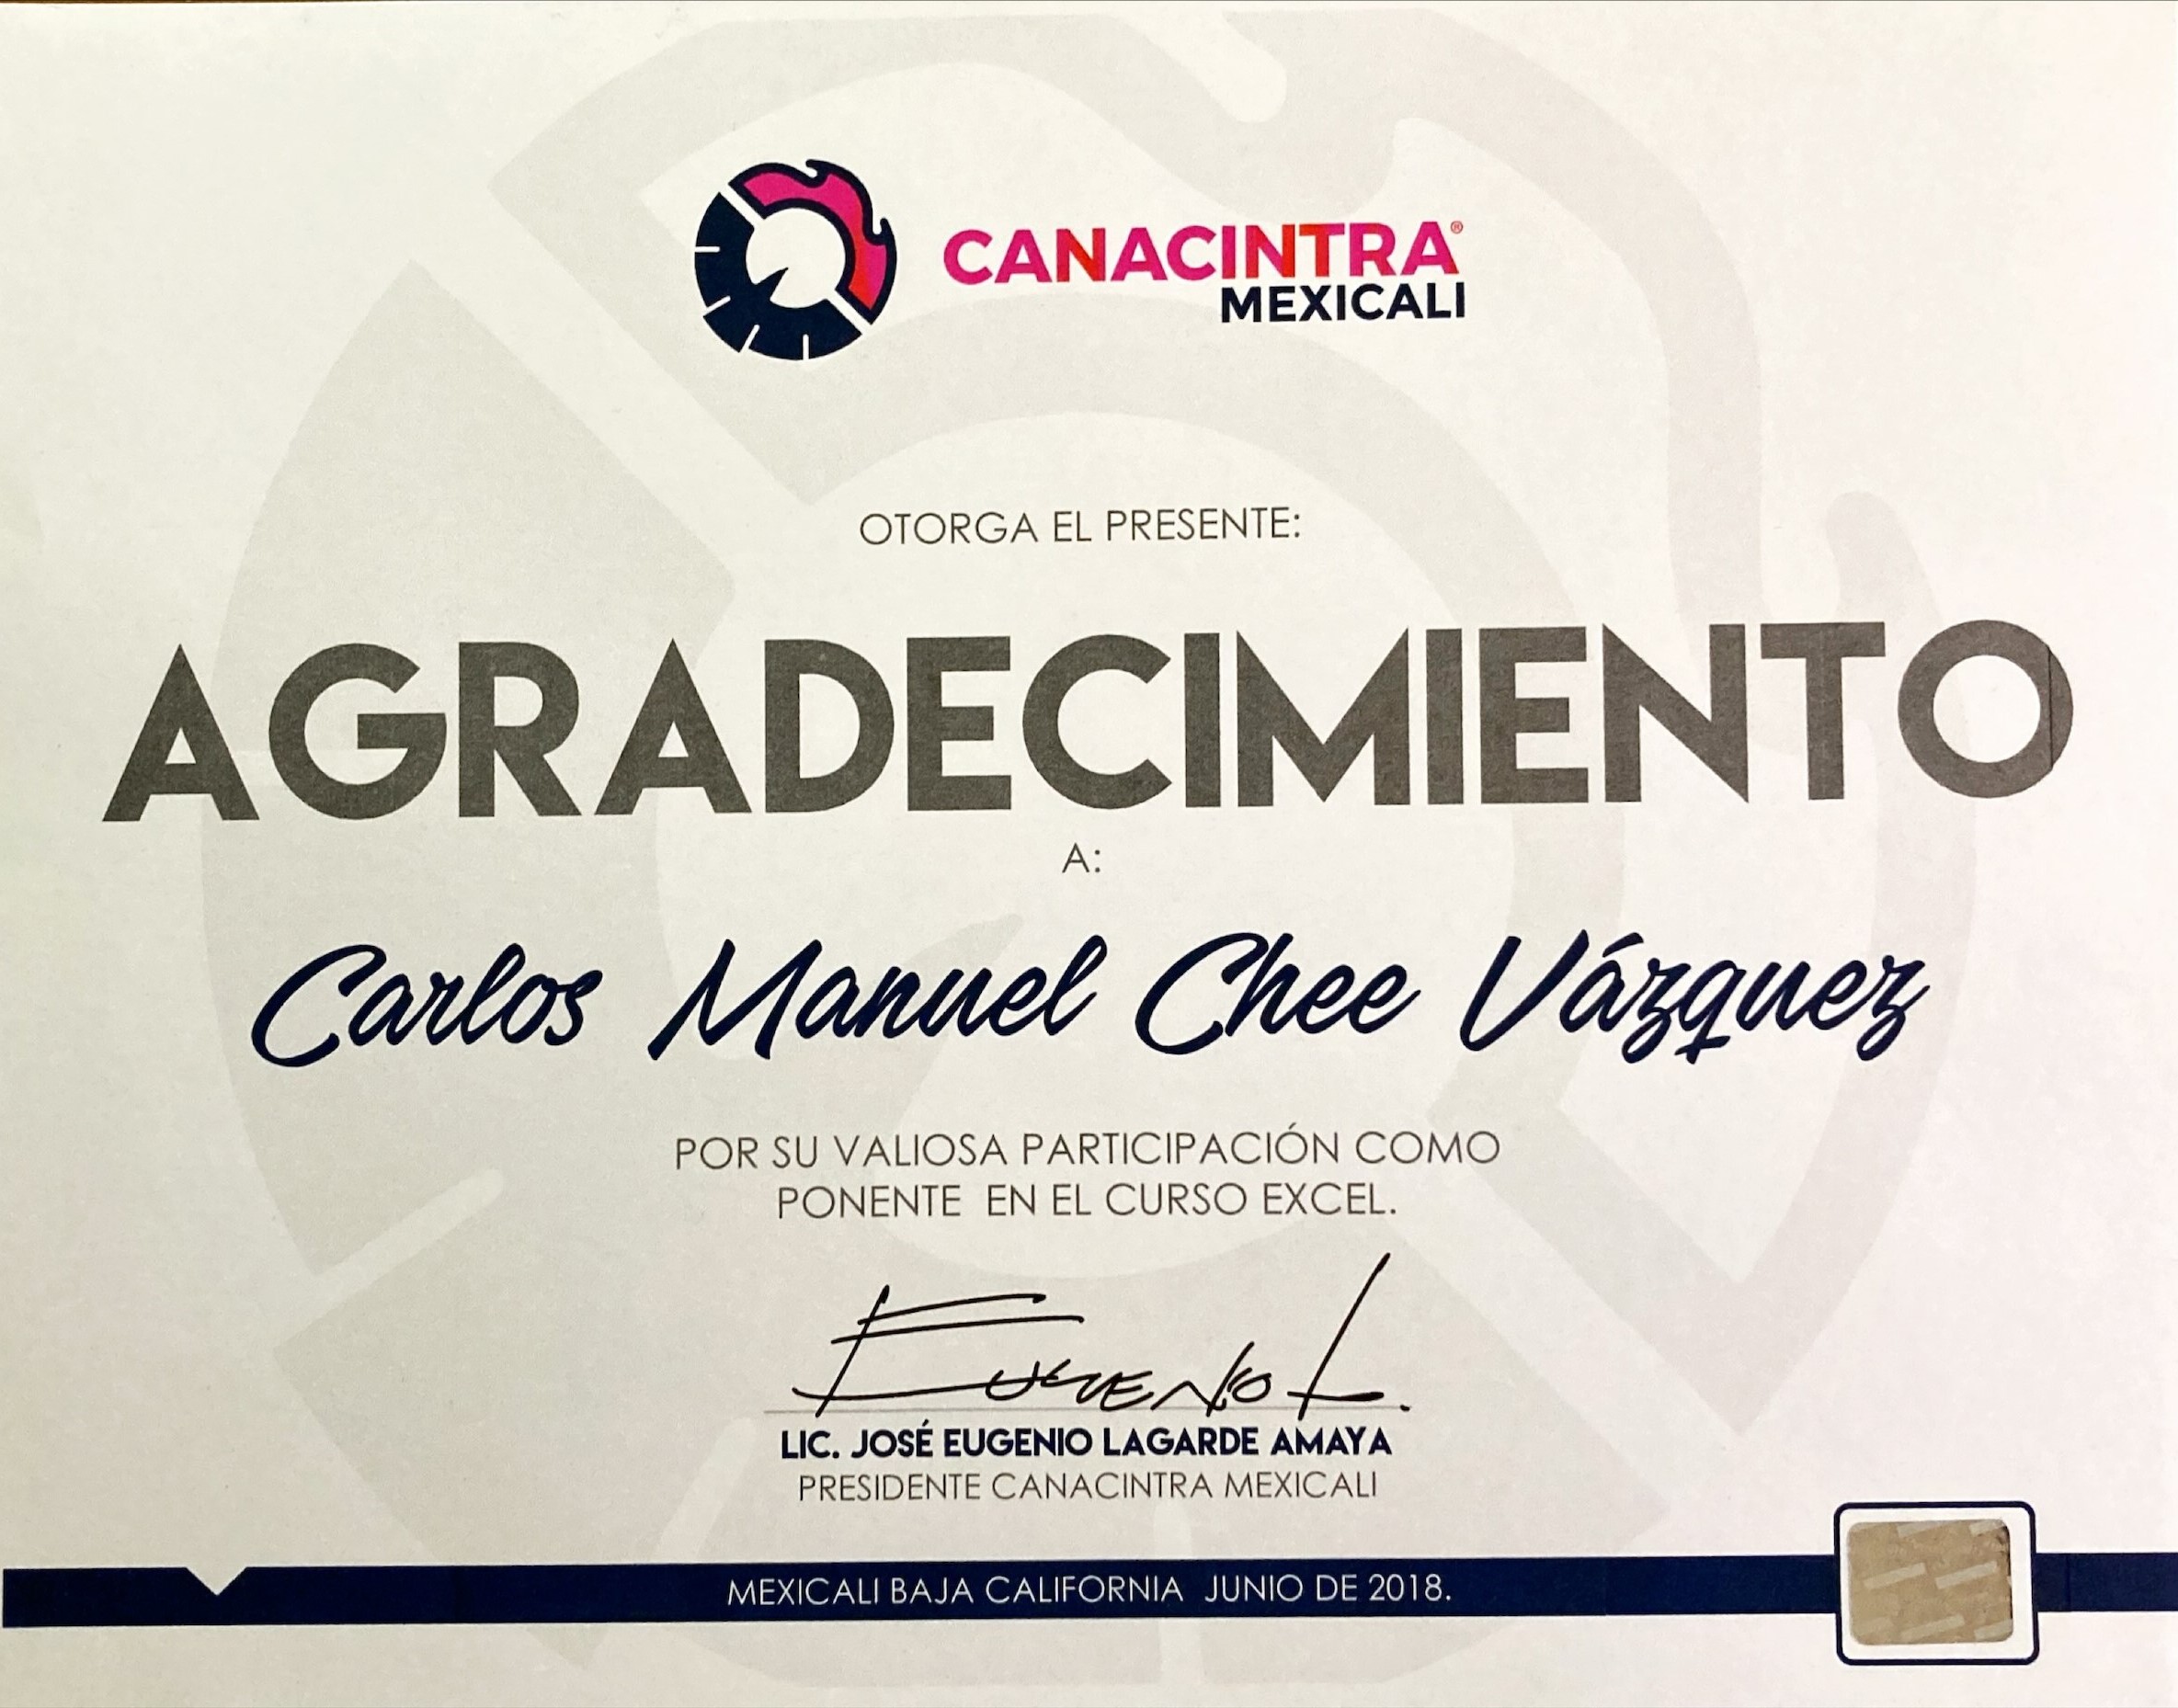 CANACINTRA®
MEXICALI
OTORGA EL PRESENTE:
AGRADECIMIENTO
A:
Carlos Manuel Chee Vázquez
POR SU VALIOSA PARTICIPACIÓN COMO
PONENTE EN EL CURSO EXCEL.
EUGENIO L.
LIC. JOSÉ EUGENIO LAGARDE AMAYA
PRESIDENTE CANACINTRA MEXICALI
MEXICALI BAJA CALIFORNIA JUNIO DE 2018.